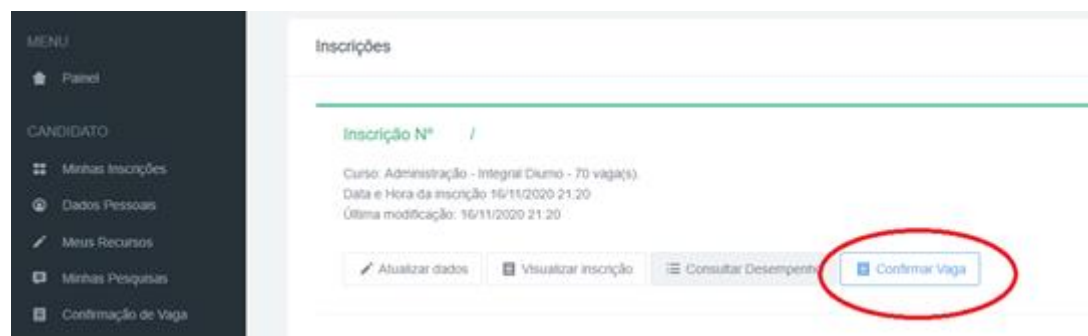 MENU
Painel
CANDIDATO
Minhas Inscrições
Dados Pessoais
Meus Recursos
Minhas Pesquisas
Confirmação de Vaga
Inscrições
Inscrição Nº /
Curso: Administração - Integral Diurno - 70 vaga(s).
Data e Hora da inscrição 16/11/2020 21:20
Última modificação: 16/11/2020 21:20
Atualizar dados Visualizar inscrição Consultar Desempenho Confirmar Vaga